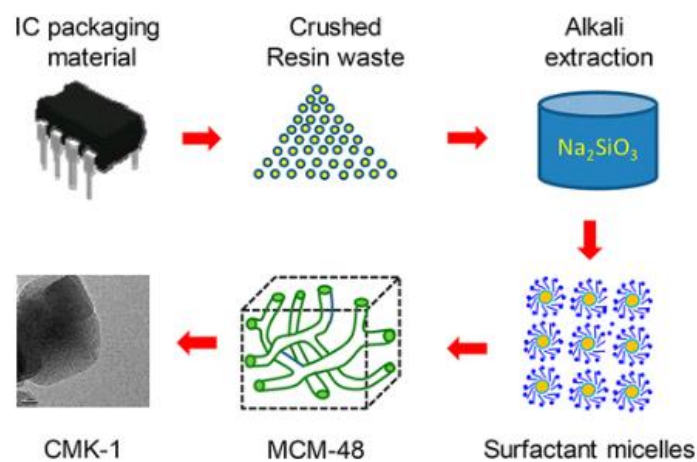 IC packaging
material
Crushed
Resin waste
Alkali
extraction
Na₂SiO₃
CMK-1
MCM-48
Surfactant micelles